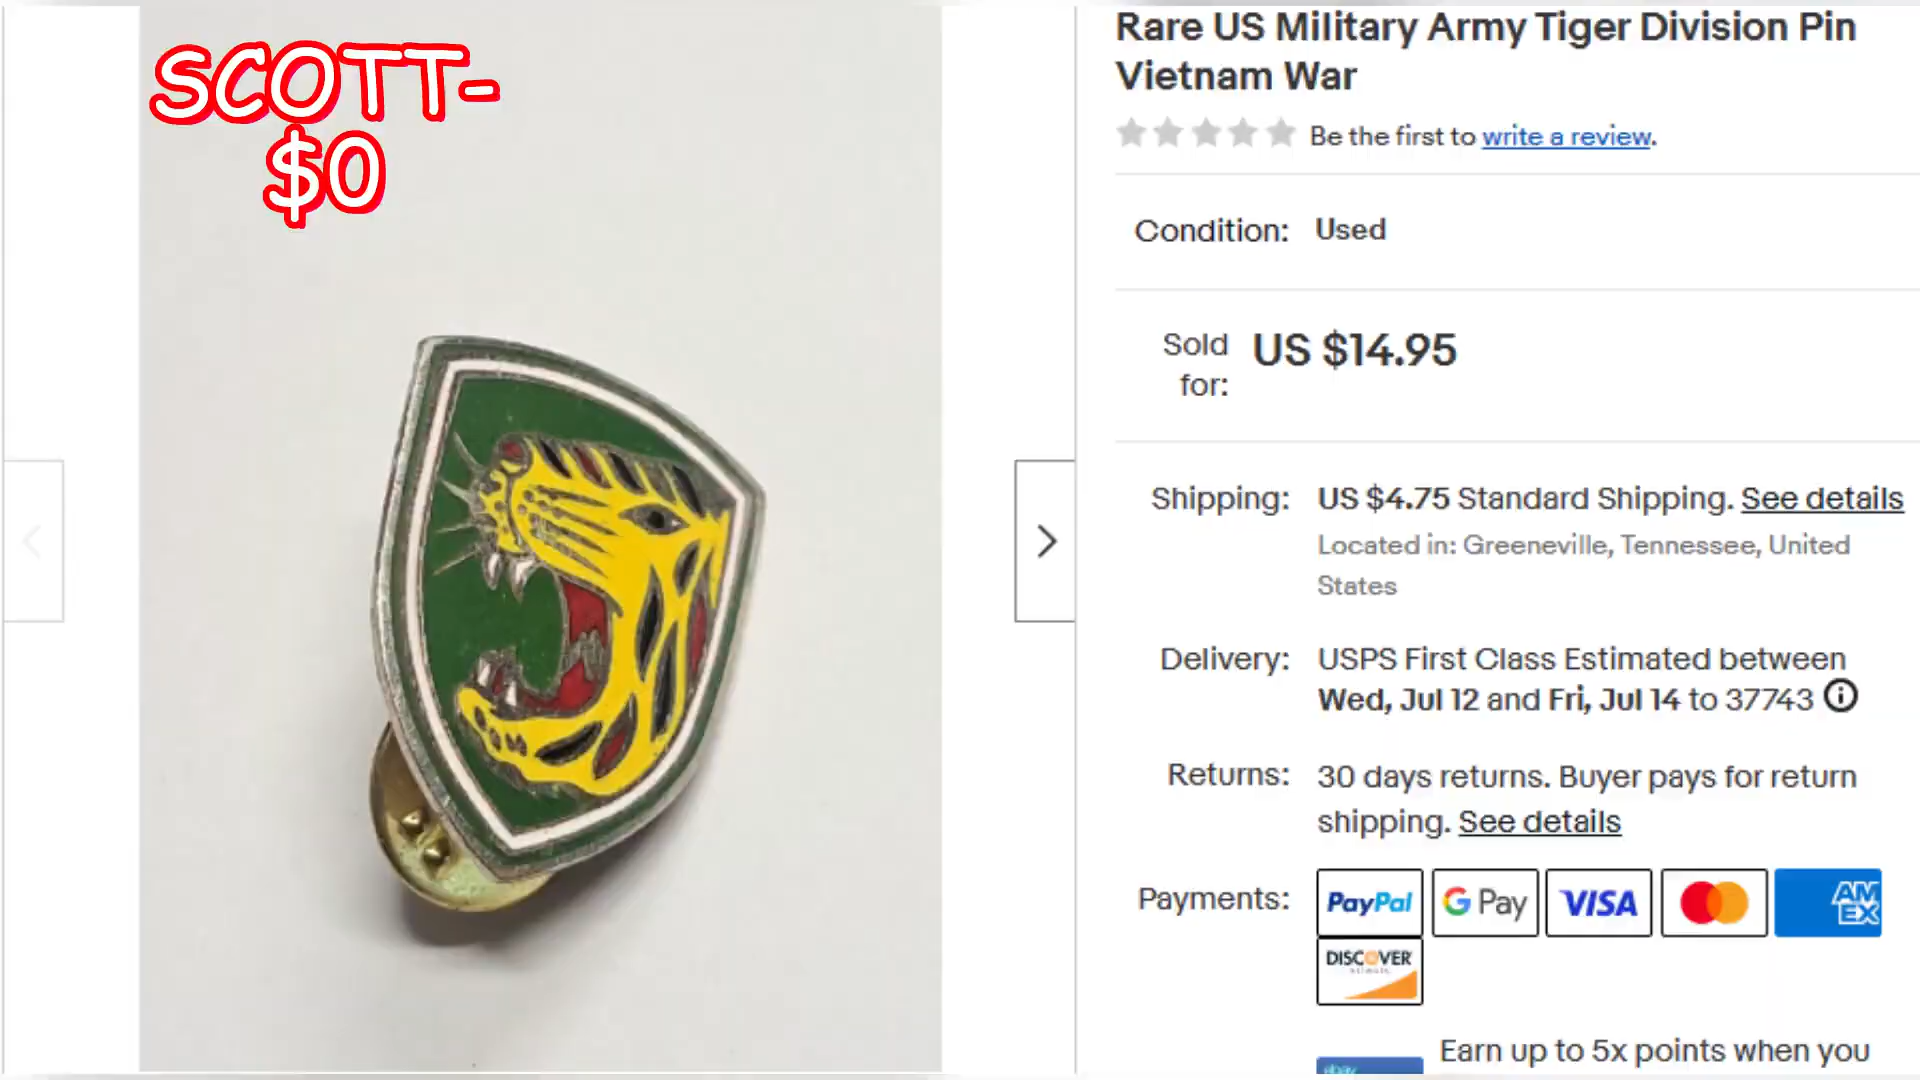 SCOTT-
$0
Rare US Military Army Tiger Division Pin
Vietnam War
Be the first to write a review.
Condition: Used
Sold for: US $14.95
Shipping: US $4.75 Standard Shipping. See details
Located in: Greeneville, Tennessee, United
States
Delivery: USPS First Class Estimated between
Wed, Jul 12 and Fri, Jul 14 to 37743
Returns: 30 days returns. Buyer pays for return
shipping. See details
Payments: PayPal G Pay VISA AM EX
DISCOVER
ebay
Earn up to 5x points when you